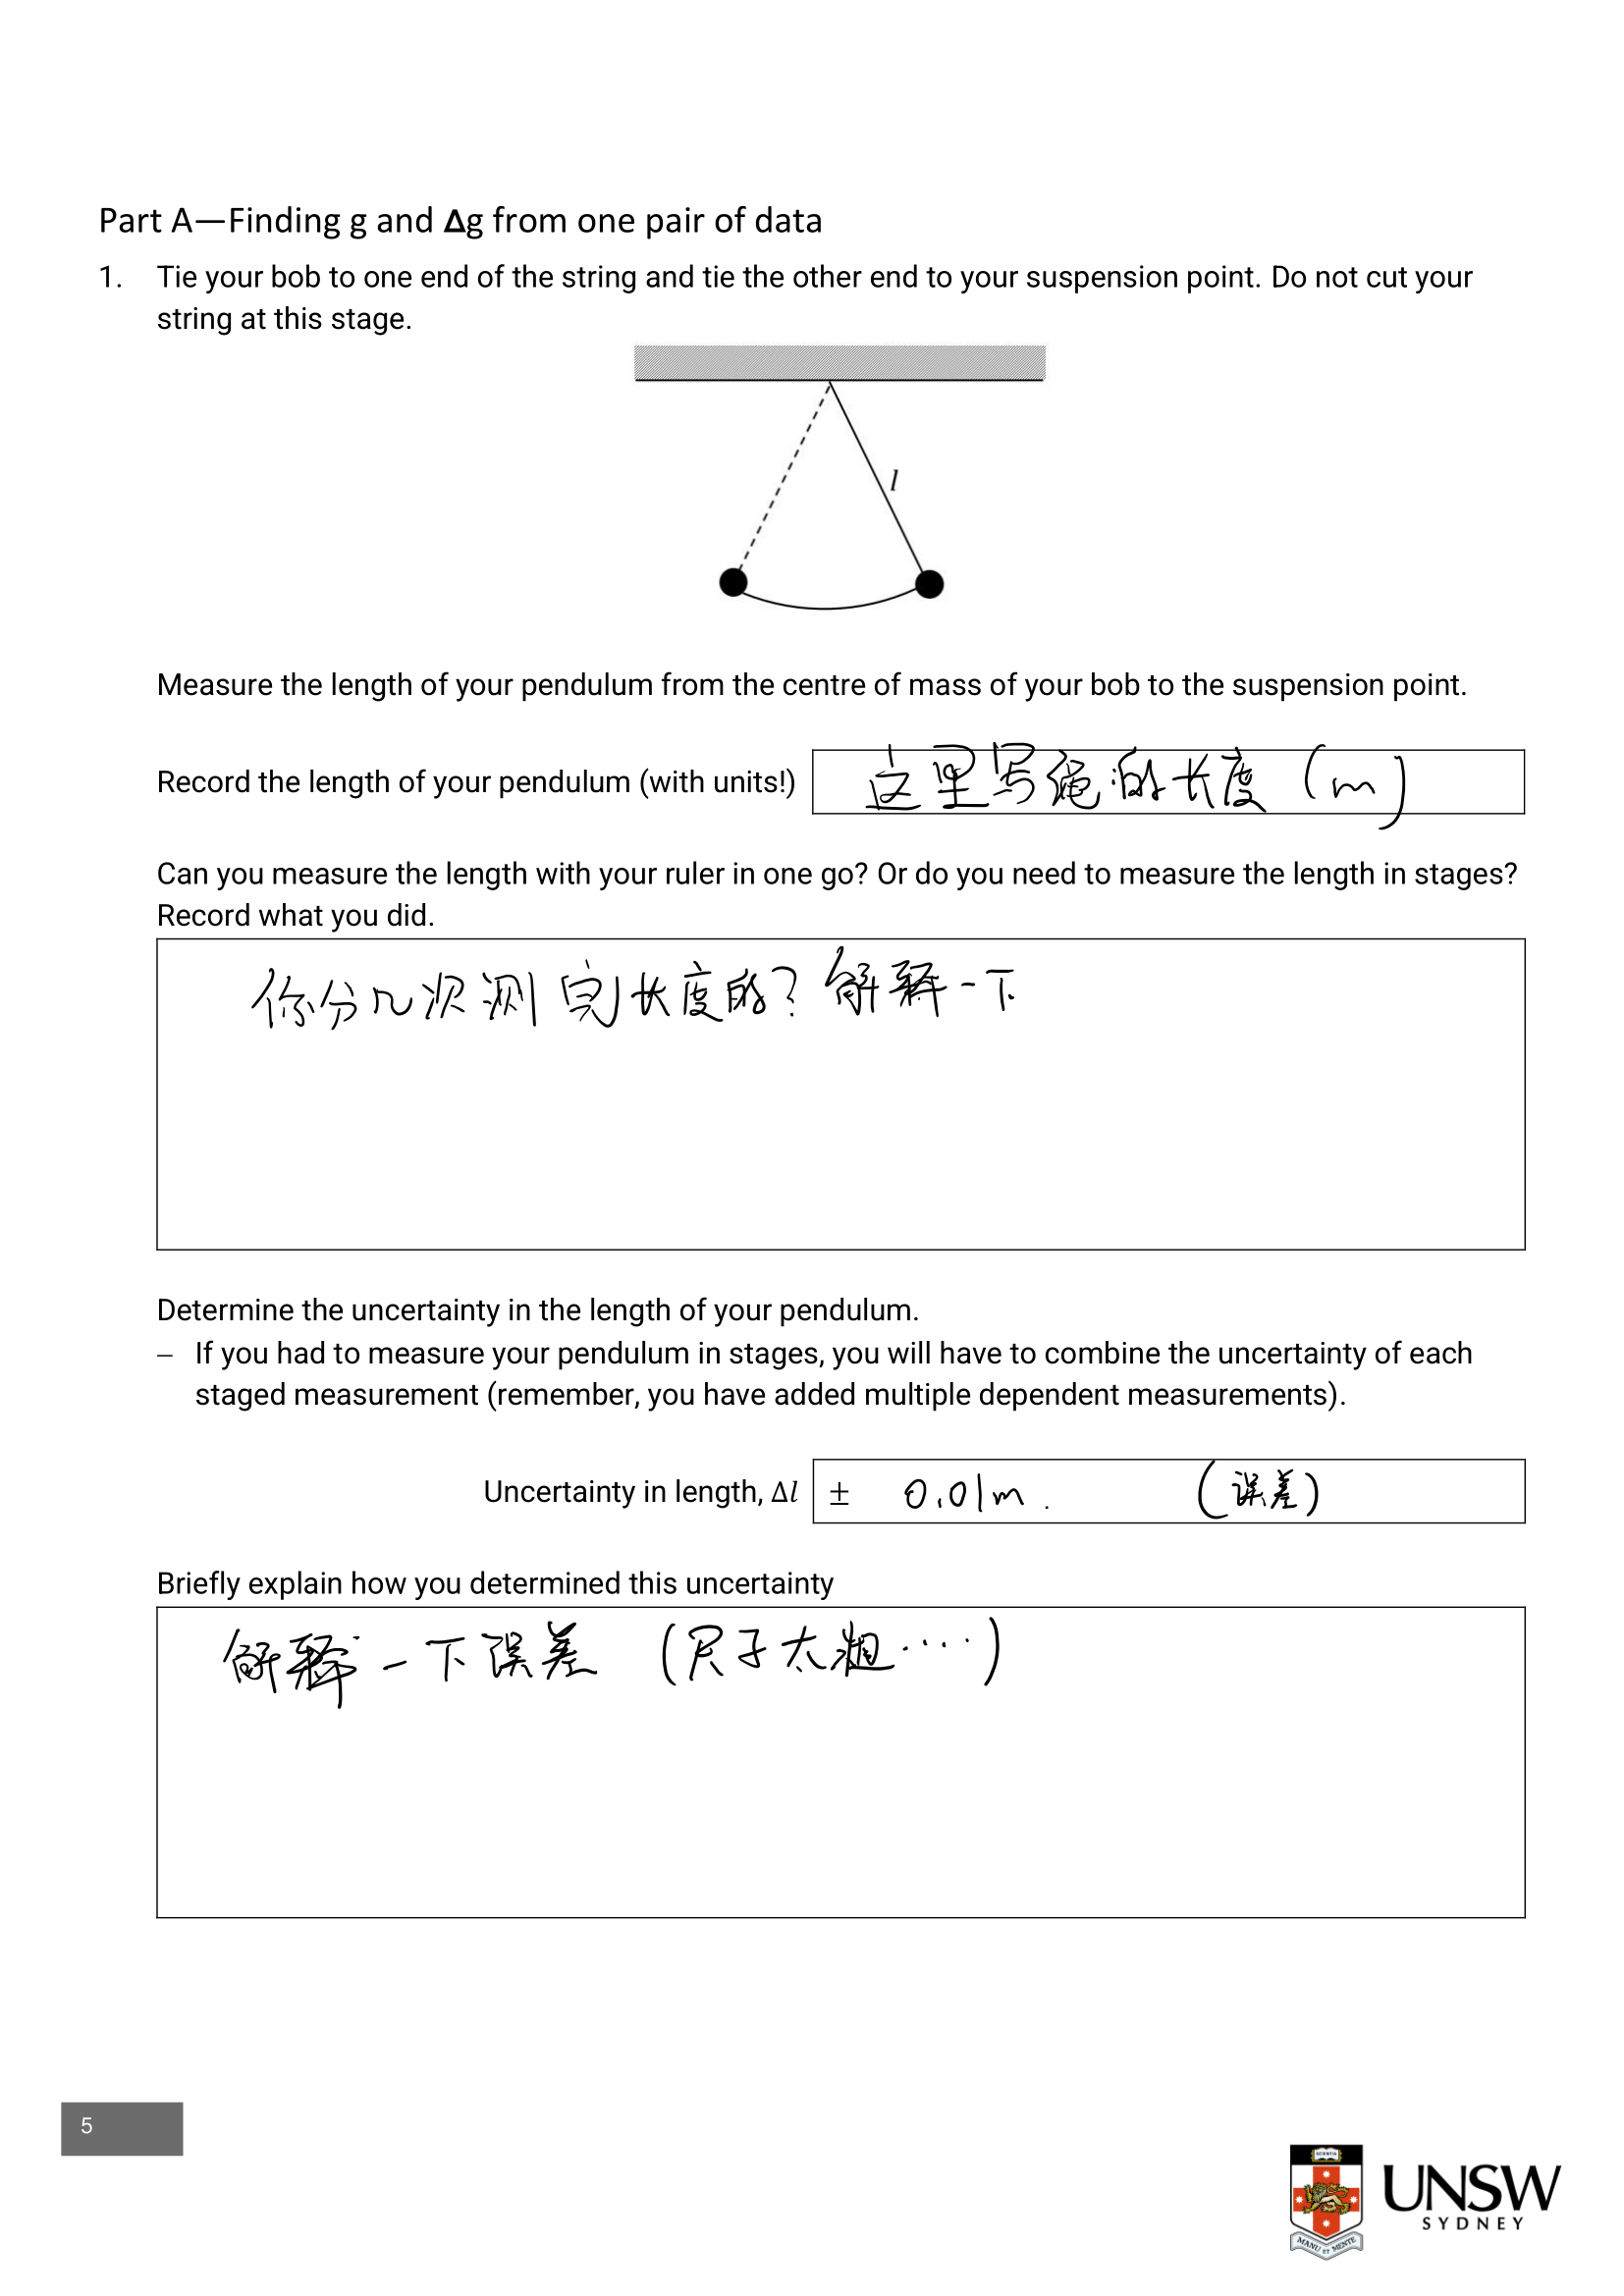 Part A—Finding g and Δg from one pair of data
1. Tie your bob to one end of the string and tie the other end to your suspension point. Do not cut your
string at this stage.
l
Measure the length of your pendulum from the centre of mass of your bob to the suspension point.
Record the length of your pendulum (with units!) 这里写绳的长度 (m)
Can you measure the length with your ruler in one go? Or do you need to measure the length in stages?
Record what you did.
你分几次测完长度的? 解释一下
Determine the uncertainty in the length of your pendulum.
– If you had to measure your pendulum in stages, you will have to combine the uncertainty of each
staged measurement (remember, you have added multiple dependent measurements).
Uncertainty in length, Δl ± 0.01m. (误差)
Briefly explain how you determined this uncertainty
解释一下误差 (尺子太粗....)
5
SCIENTIA
MANU ET MENTE
UNSW
SYDNEY